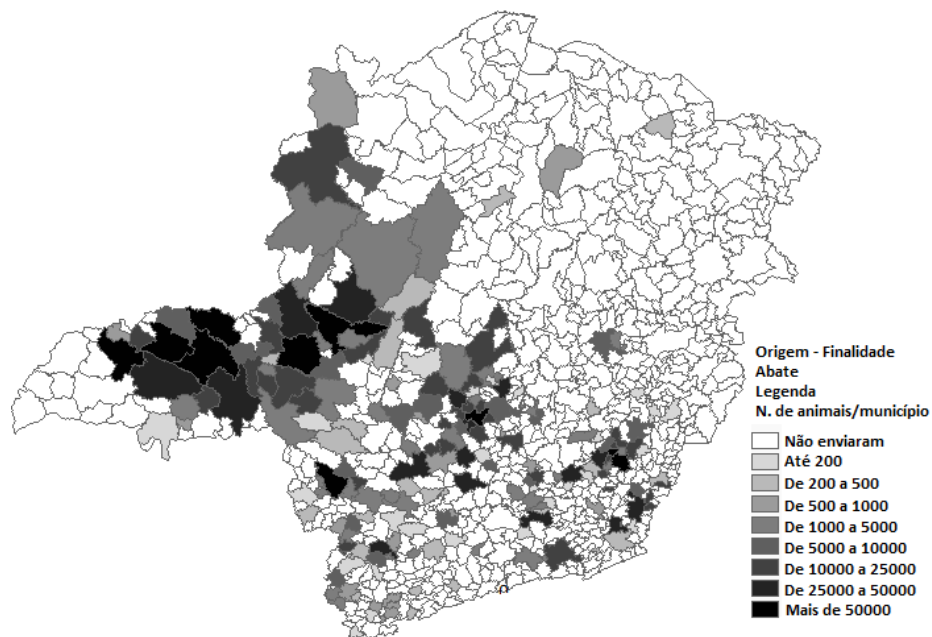 Origem - Finalidade
Abate
Legenda
N. de animais/município
Não enviaram
Até 200
De 200 a 500
De 500 a 1000
De 1000 a 5000
De 5000 a 10000
De 10000 a 25000
De 25000 a 50000
Mais de 50000